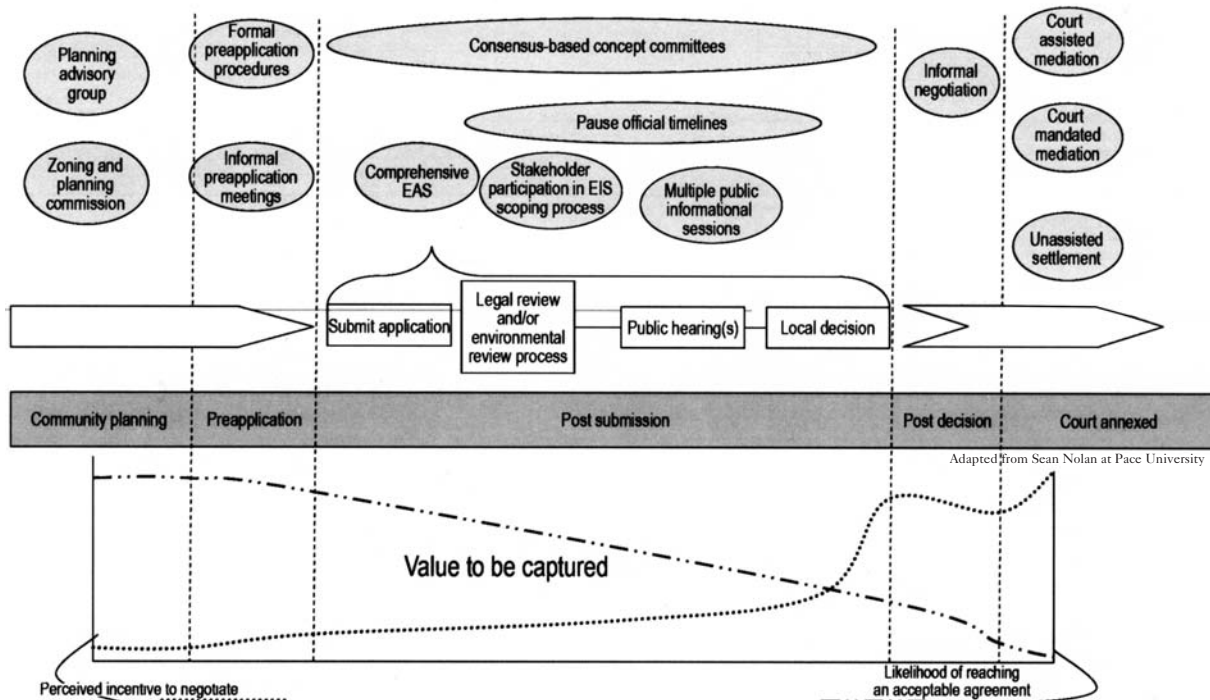 Planning
advisory
group
Formal
preapplication
procedures
Consensus-based concept committees
Informal
negotiation
Court
assisted
mediation
Pause official timelines
Court
mandated
mediation
Zoning and
planning
commission
Informal
preapplication
meetings
Comprehensive
EAS
Stakeholder
participation in EIS
scoping process
Multiple public
informational
sessions
Unassisted
settlement
Submit application
Legal review
and/or
environmental
review process
Public hearing(s)
Local decision
Community planning
Preapplication
Post submission
Post decision
Court annexed
Adapted from Sean Nolan at Pace University
Value to be captured
Perceived incentive to negotiate
Likelihood of reaching
an acceptable agreement